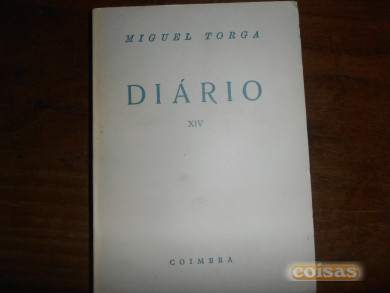 MIGUEL TORGA
DIÁRIO
XIV
COIMBRA
coisas